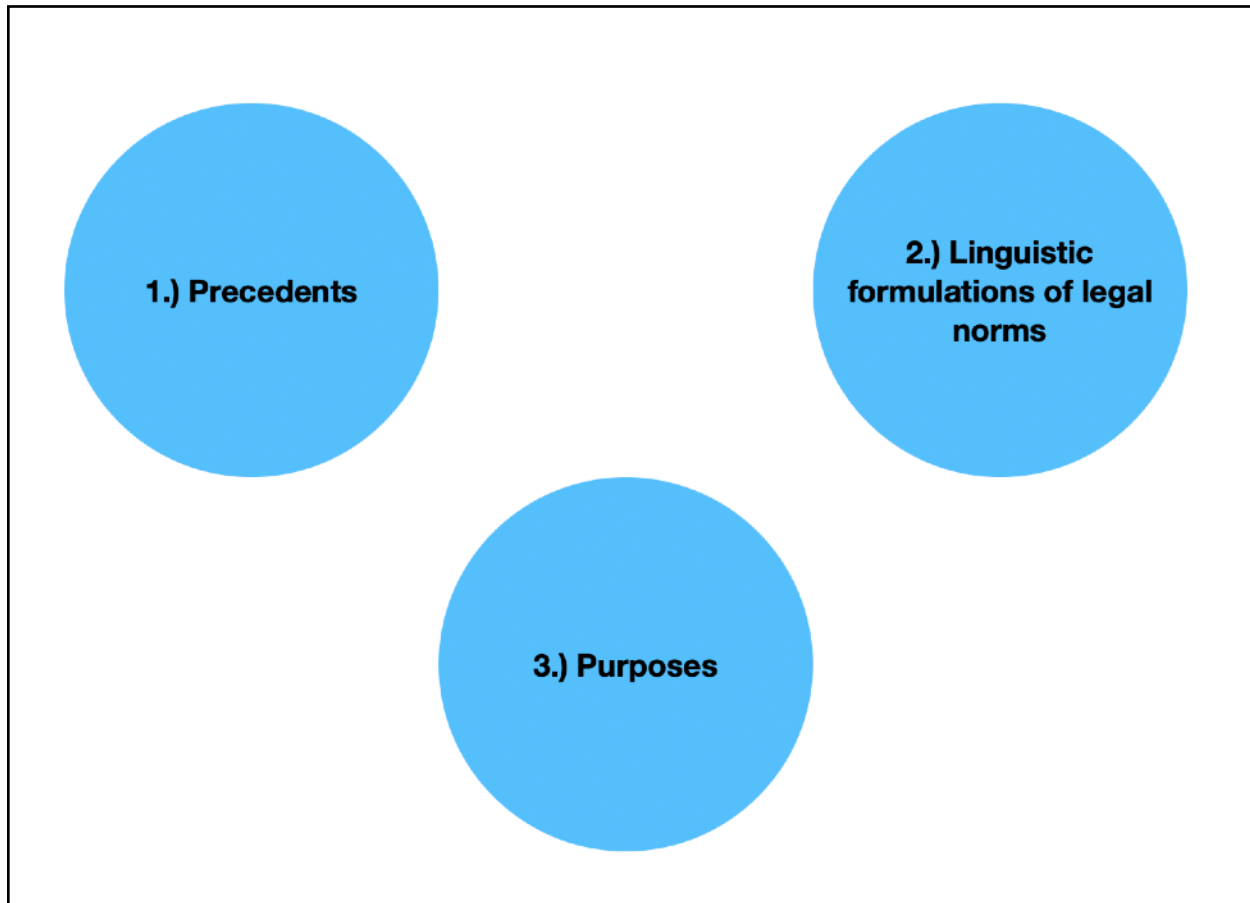 1.) Precedents
2.) Linguistic
formulations of legal
norms
3.) Purposes